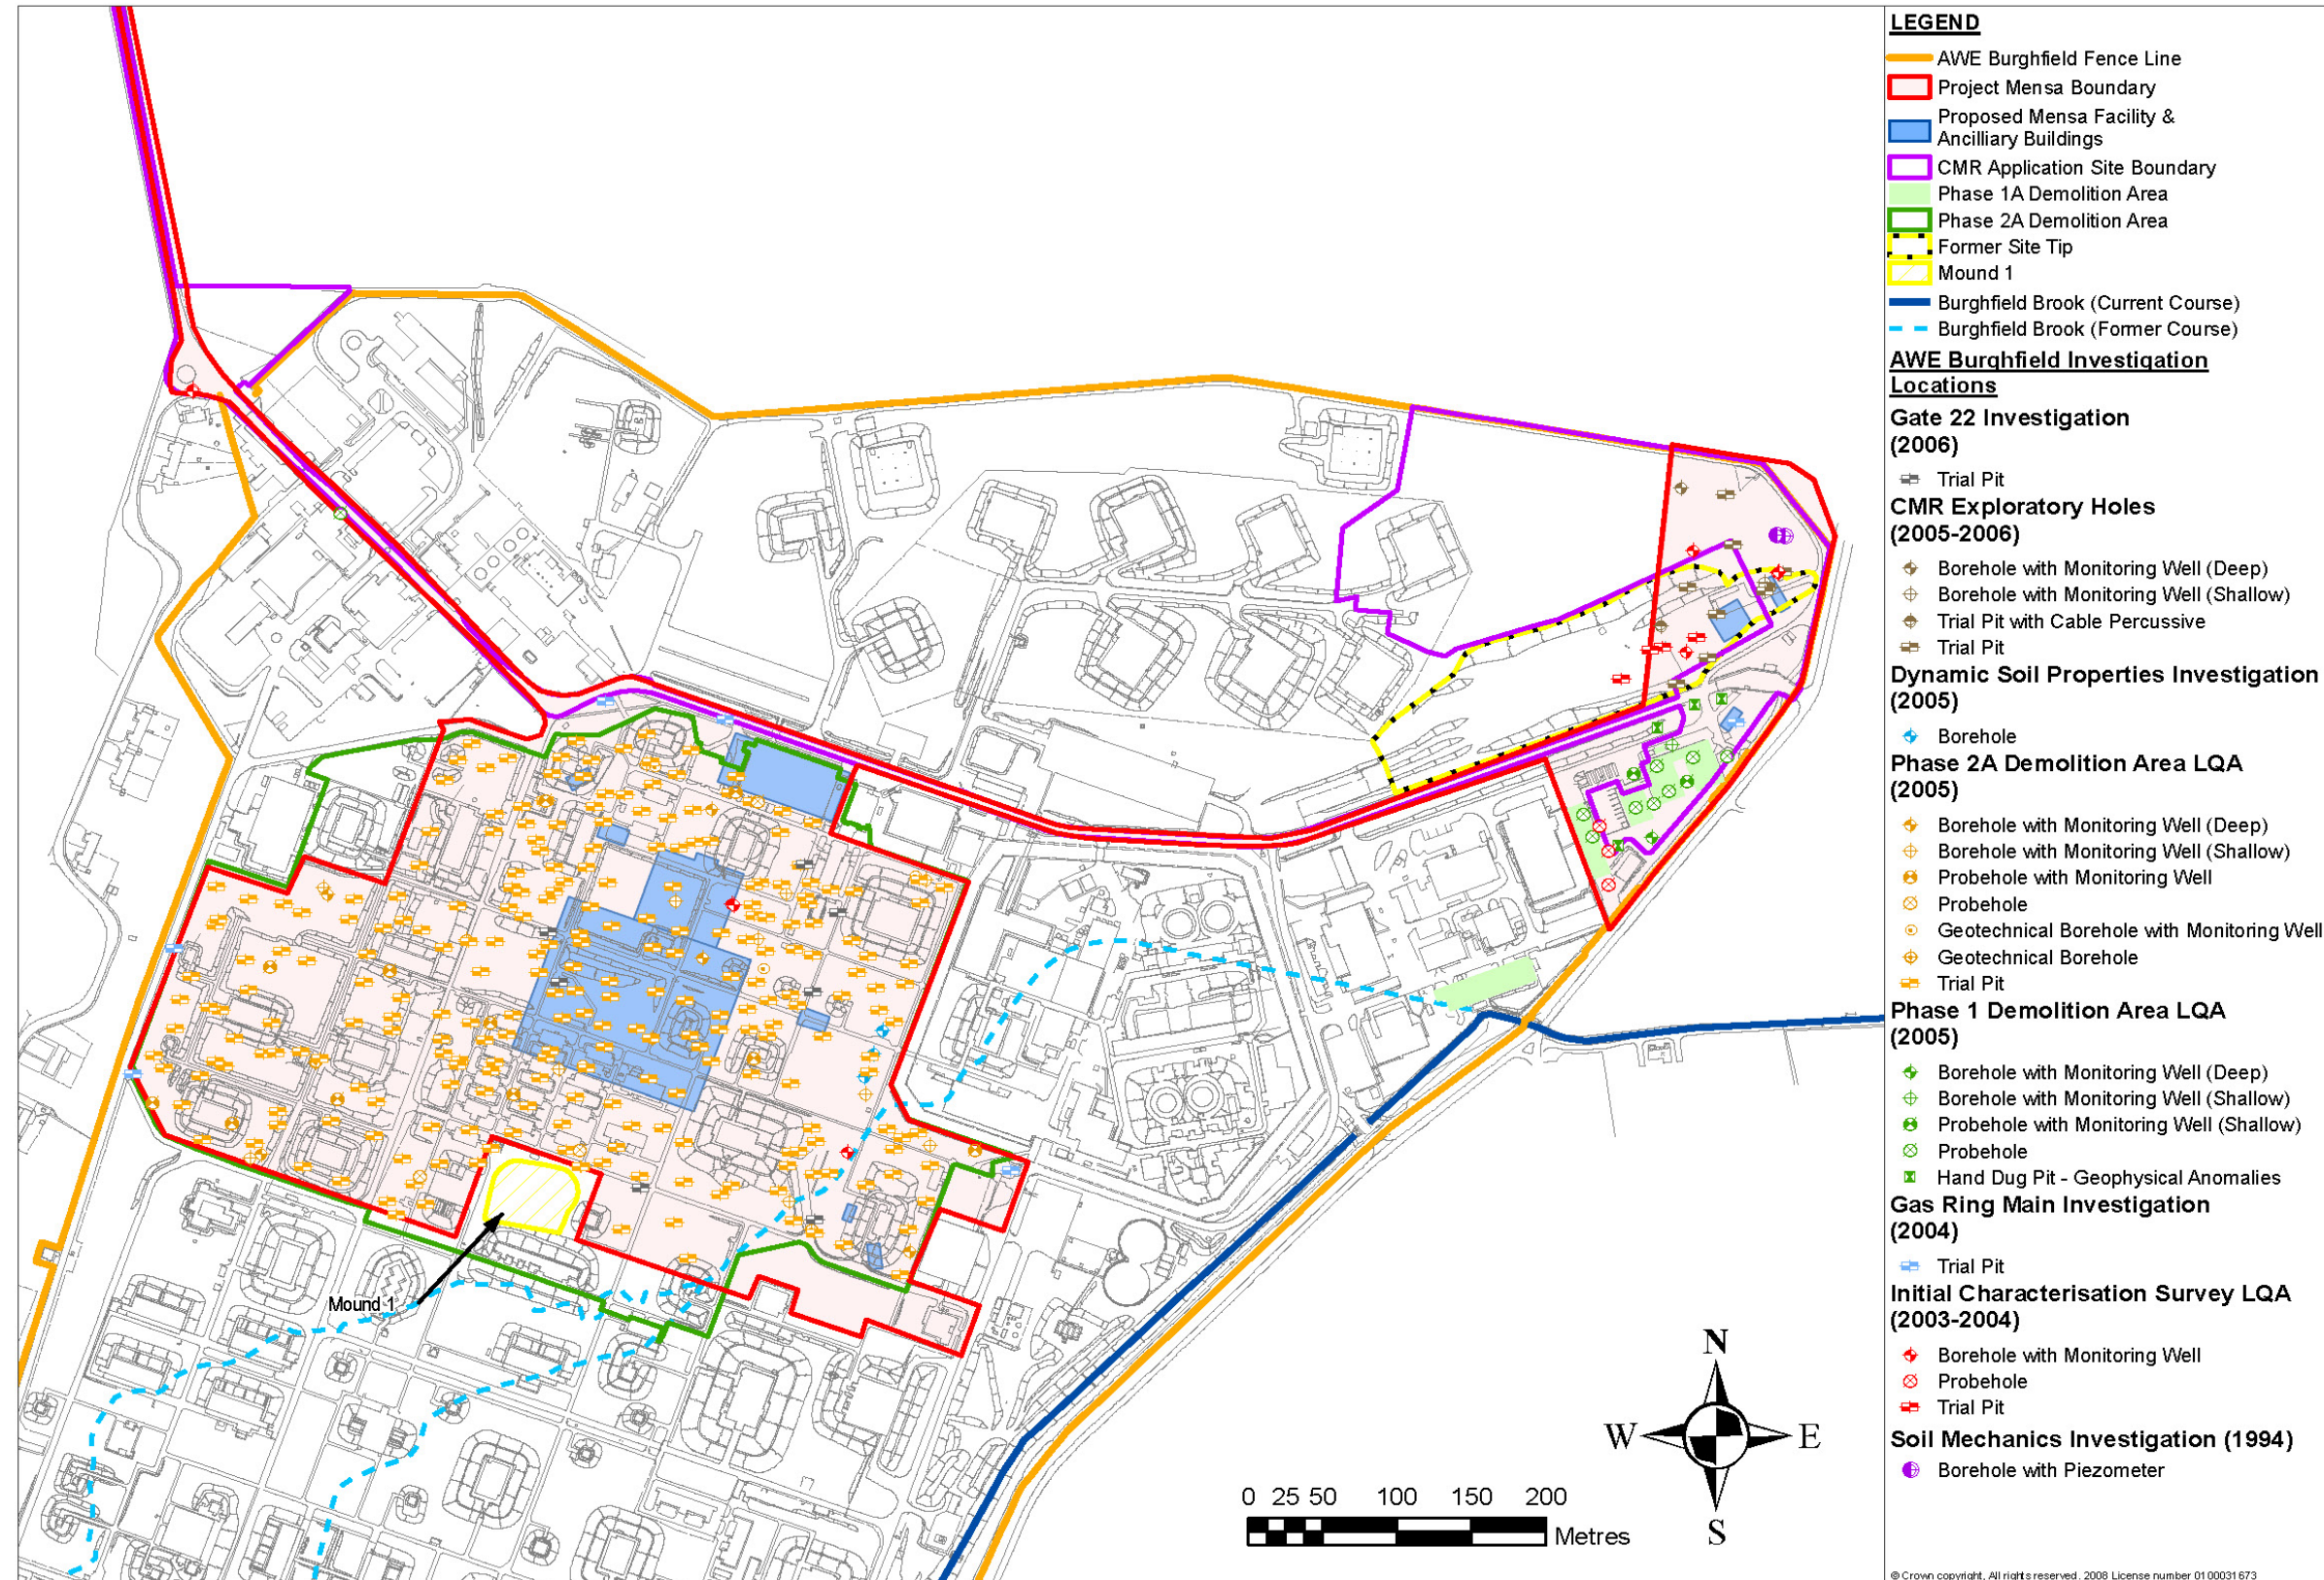 LEGEND
AWE Burghfield Fence Line
Project Mensa Boundary
Proposed Mensa Facility &
Ancilliary Buildings
CMR Application Site Boundary
Phase 1A Demolition Area
Phase 2A Demolition Area
Former Site Tip
Mound 1
Burghfield Brook (Current Course)
Burghfield Brook (Former Course)
AWE Burghfield Investigation
Locations
Gate 22 Investigation
(2006)
Trial Pit
CMR Exploratory Holes
(2005-2006)
Borehole with Monitoring Well (Deep)
Borehole with Monitoring Well (Shallow)
Trial Pit with Cable Percussive
Trial Pit
Dynamic Soil Properties Investigation
(2005)
Borehole
Phase 2A Demolition Area LQA
(2005)
Borehole with Monitoring Well (Deep)
Borehole with Monitoring Well (Shallow)
Probehole with Monitoring Well
Probehole
Geotechnical Borehole with Monitoring Well
Geotechnical Borehole
Trial Pit
Phase 1 Demolition Area LQA
(2005)
Borehole with Monitoring Well (Deep)
Borehole with Monitoring Well (Shallow)
Probehole with Monitoring Well (Shallow)
Probehole
Hand Dug Pit - Geophysical Anomalies
Gas Ring Main Investigation
(2004)
Trial Pit
Initial Characterisation Survey LQA
(2003-2004)
Borehole with Monitoring Well
Probehole
Trial Pit
Soil Mechanics Investigation (1994)
Borehole with Piezometer
Mound 1
N
W E
S
0 25 50 100 150 200
Metres
© Crown copyright, All rights reserved. 2008 License number 0100031673